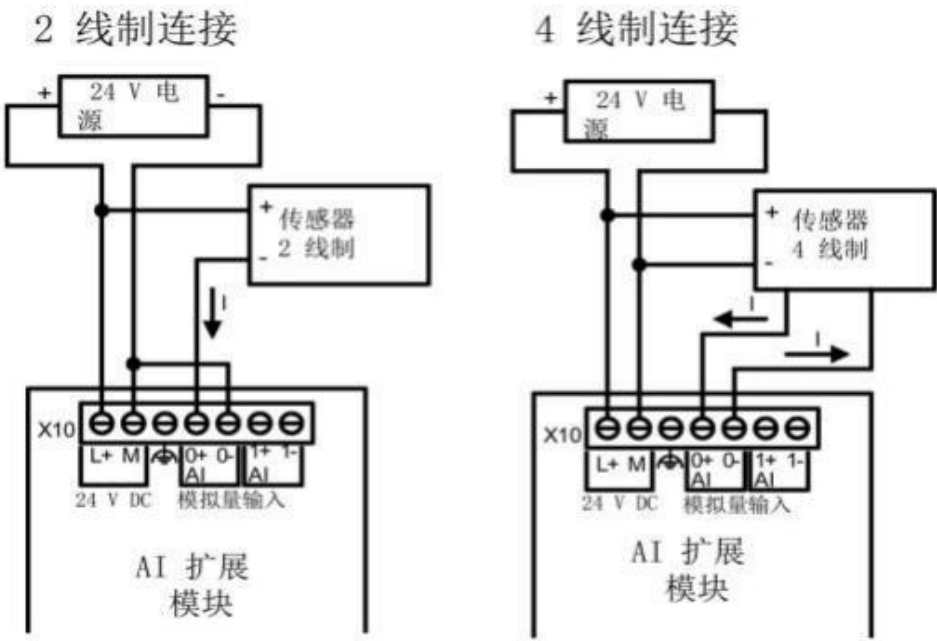 2 线制连接
+ 24 V 电 -
源
+
传感器
2 线制
-
I
X10
L+ M 0+ 0- 1+ 1-
AI AI
24 V DC 模拟量输入
AI 扩展
模块
4 线制连接
+ 24 V 电 -
源
+
传感器
4 线制
-
I
I
X10
L+ M 0+ 0- 1+ 1-
AI AI
24 V DC 模拟量输入
AI 扩展
模块